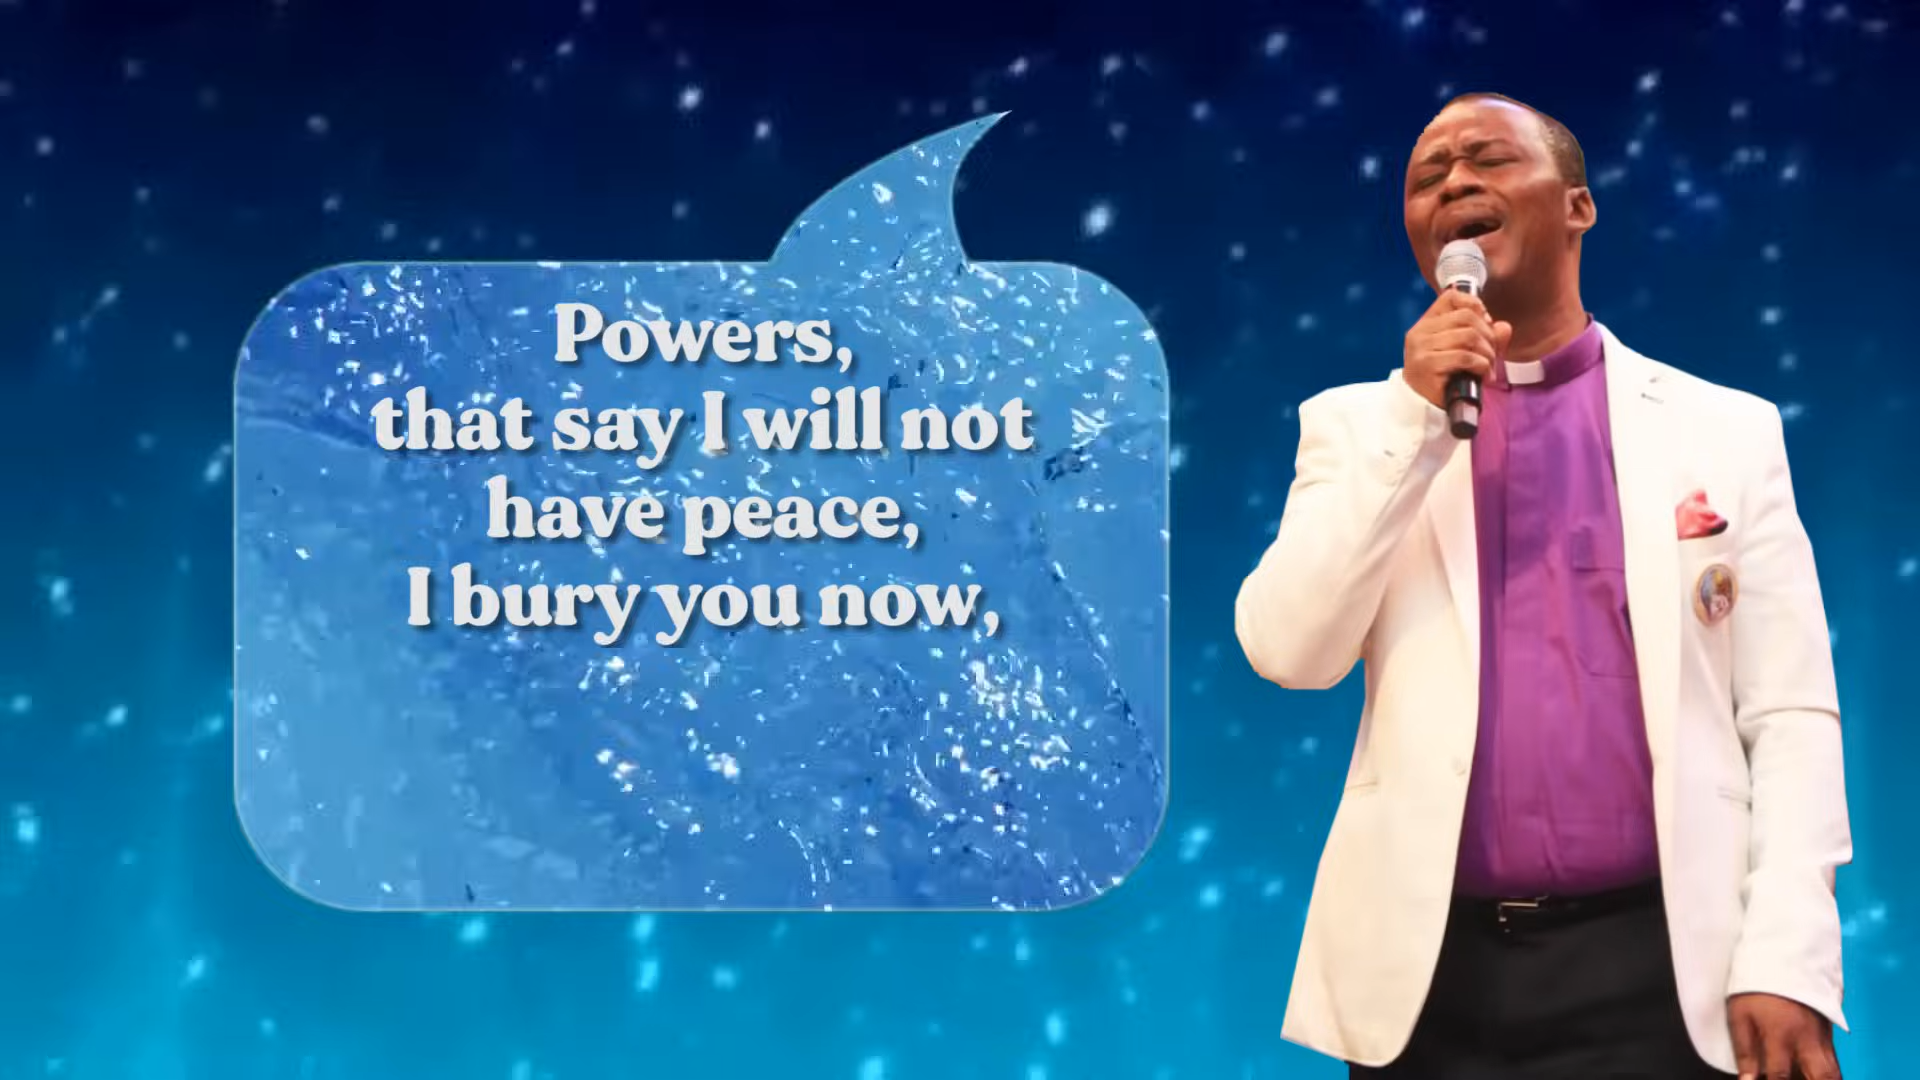 Powers,
that say I will not
have peace,
I bury you now,